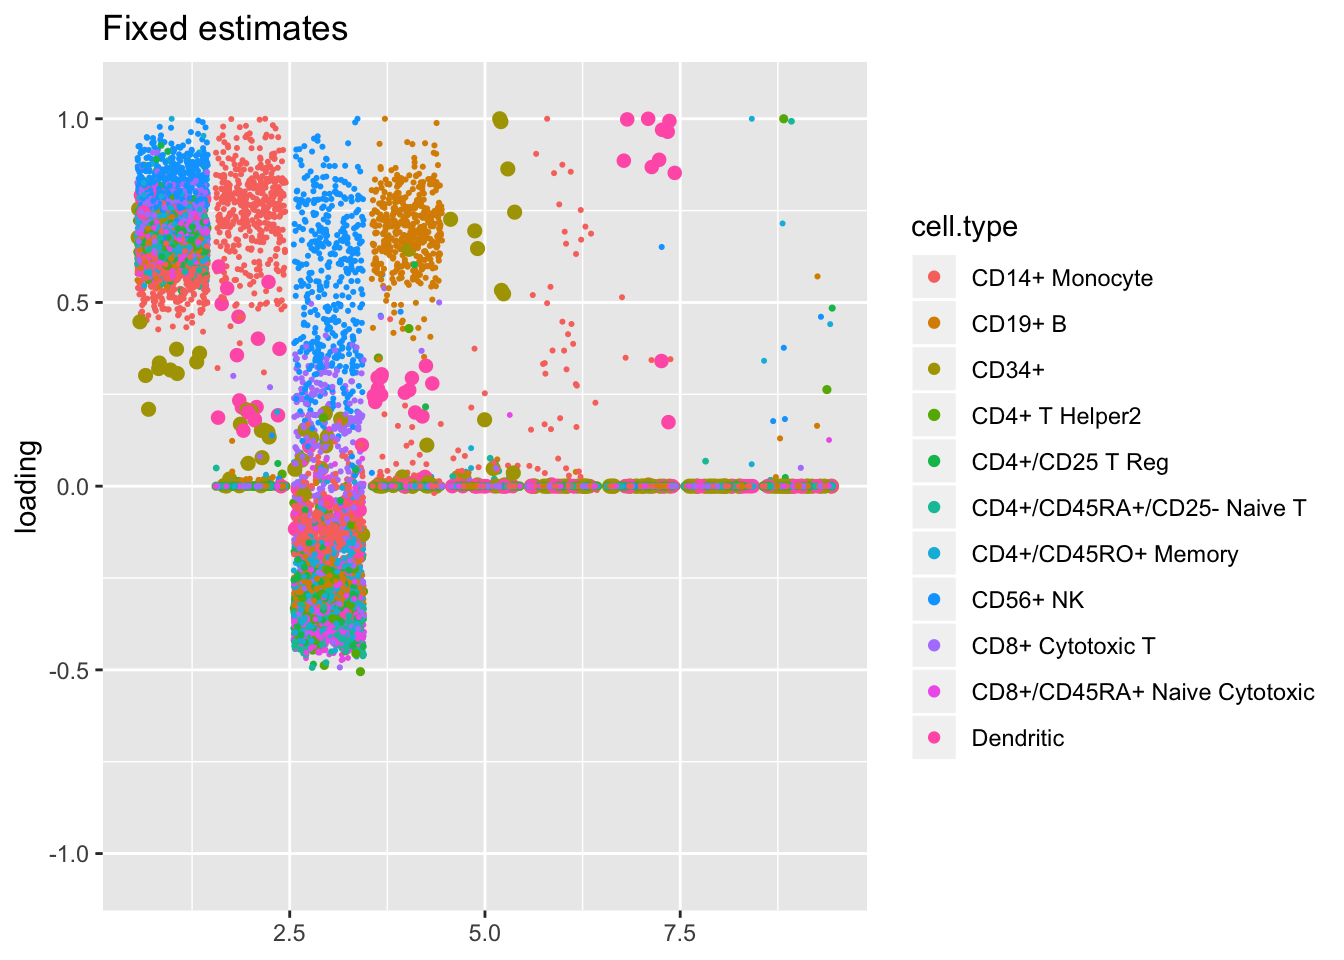 Fixed estimates
loading
1.0
0.5
0.0
-0.5
-1.0
2.5
5.0
7.5
cell.type
CD14+ Monocyte
CD19+ B
CD34+
CD4+ T Helper2
CD4+/CD25 T Reg
CD4+/CD45RA+/CD25- Naive T
CD4+/CD45RO+ Memory
CD56+ NK
CD8+ Cytotoxic T
CD8+/CD45RA+ Naive Cytotoxic
Dendritic